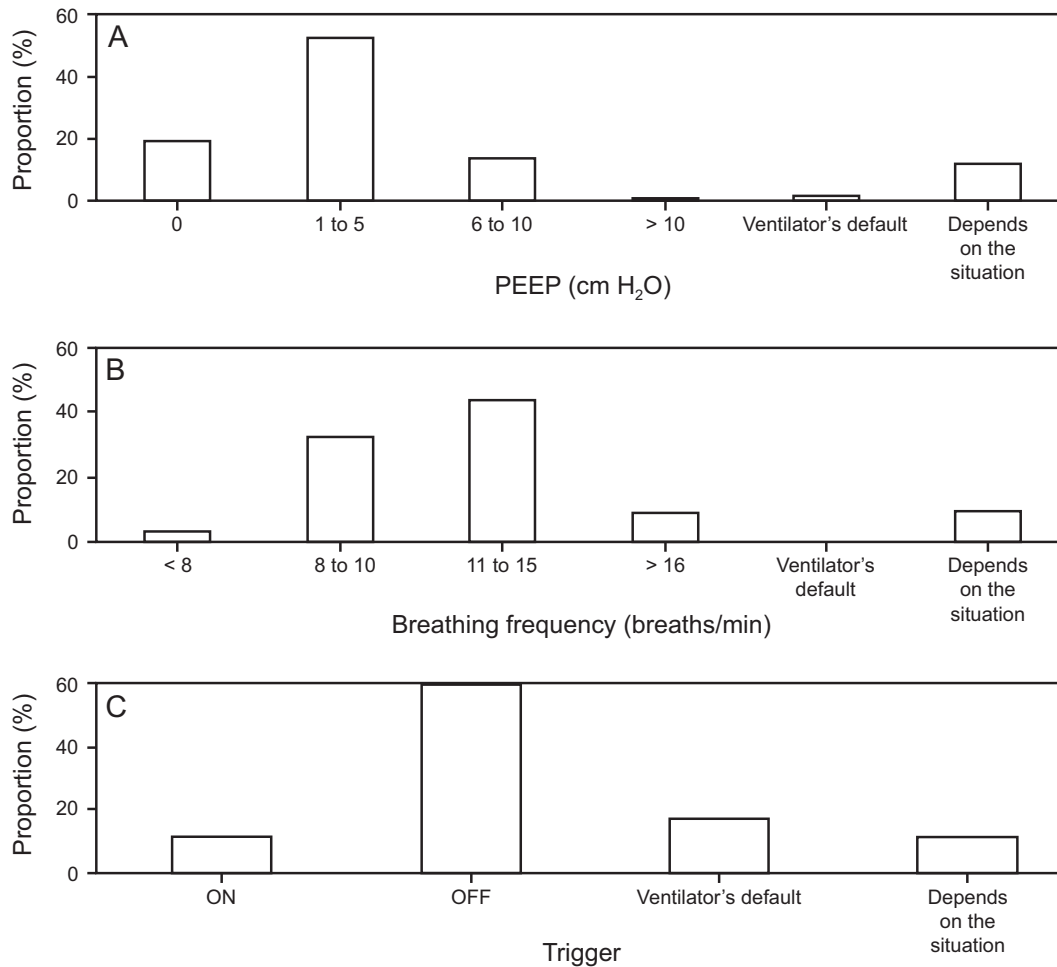 A
Proportion (%)
60
40
20
0
0
1 to 5
6 to 10
> 10
Ventilator’s default
Depends
on the
situation
PEEP (cm H₂O)
B
Proportion (%)
60
40
20
0
< 8
8 to 10
11 to 15
> 16
Ventilator’s
default
Depends
on the
situation
Breathing frequency (breaths/min)
C
Proportion (%)
60
40
20
0
ON
OFF
Ventilator’s default
Depends
on the
situation
Trigger